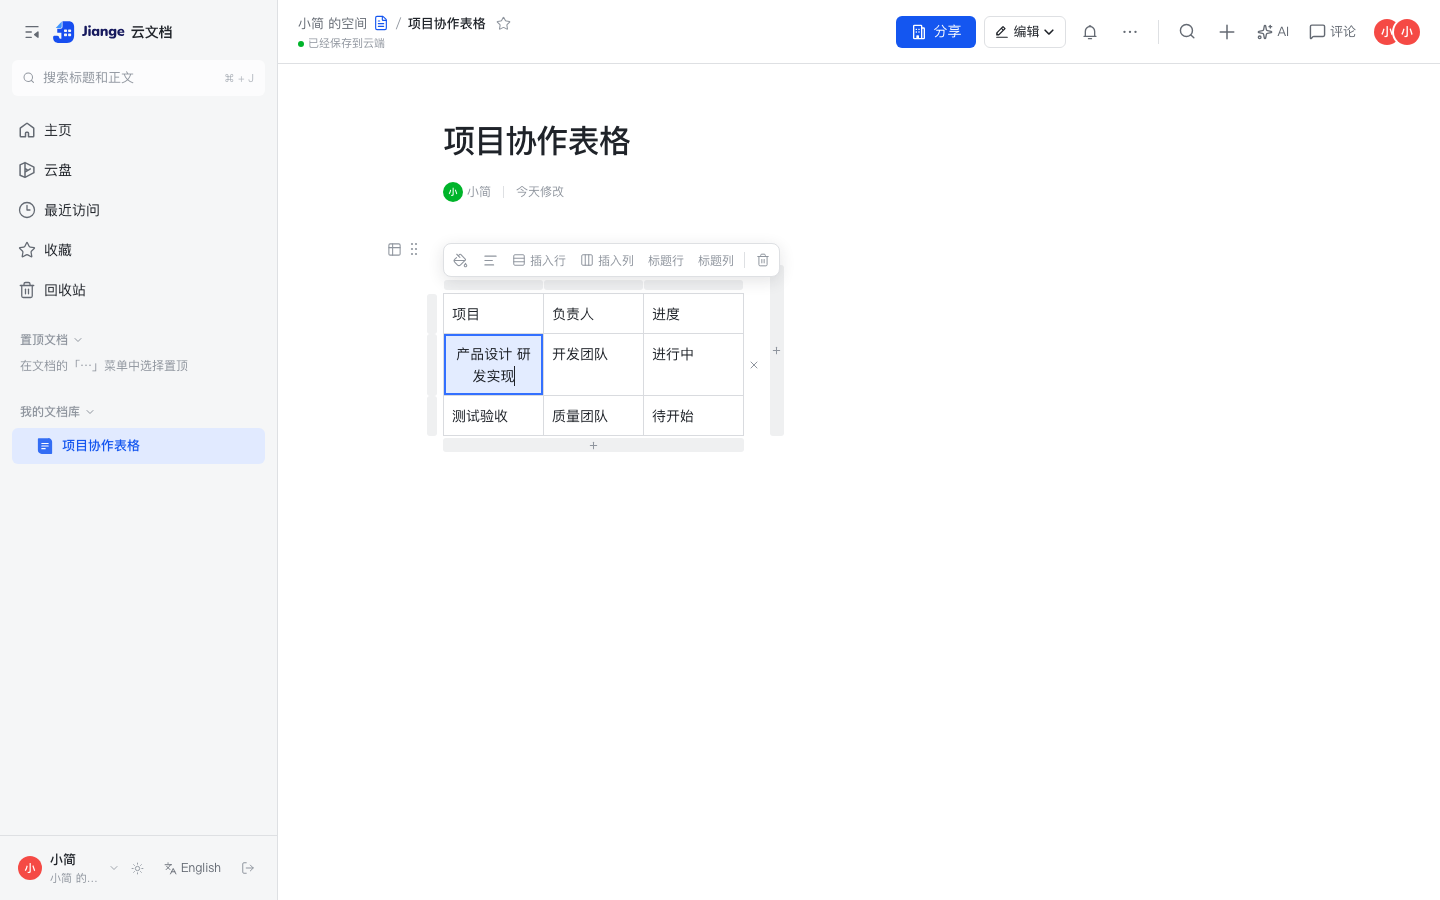 Jiange 云文档
搜索标题和正文 ⌘ + J
主页
云盘
最近访问
收藏
回收站
置顶文档
在文档的「…」菜单中选择置顶
我的文档库
项目协作表格
小
小简
小简 的...
English
小简 的空间 / 项目协作表格
已经保存到云端
分享
编辑
AI
评论
小 小
项目协作表格
小 小简 今天修改
插入行 插入列 标题行 标题列
项目 负责人 进度
产品设计 研 开发团队 进行中
发实现
测试验收 质量团队 待开始